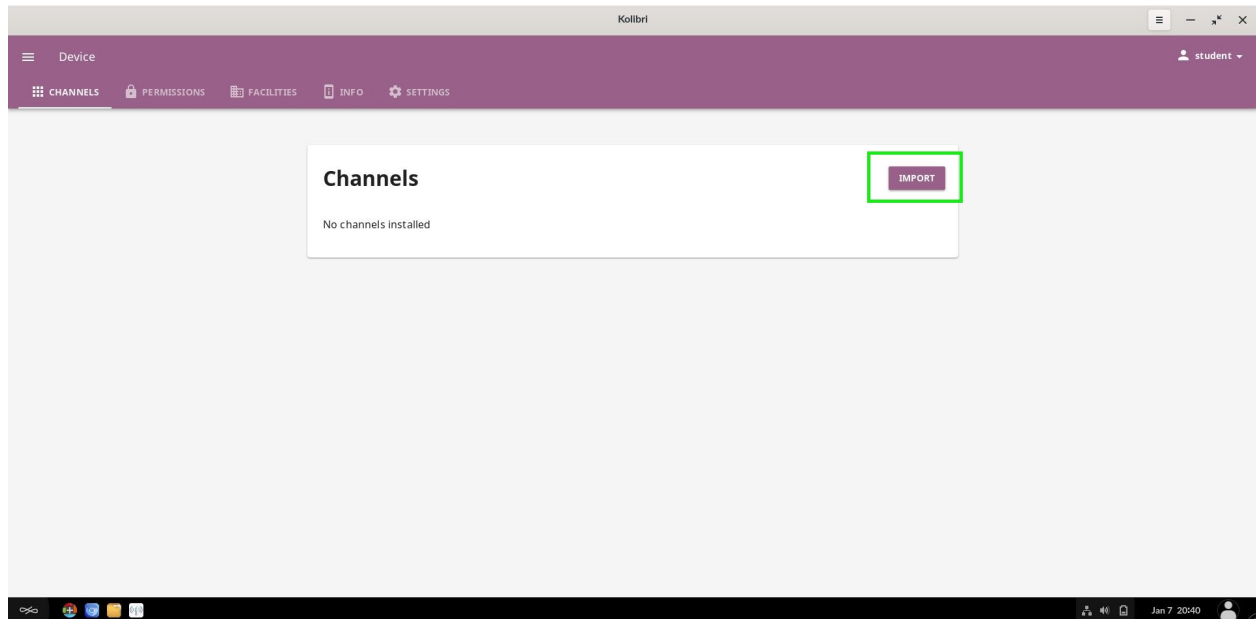 Kolibri
Device
student
CHANNELS PERMISSIONS FACILITIES INFO SETTINGS
Channels
IMPORT
No channels installed
Jan 7 20:40